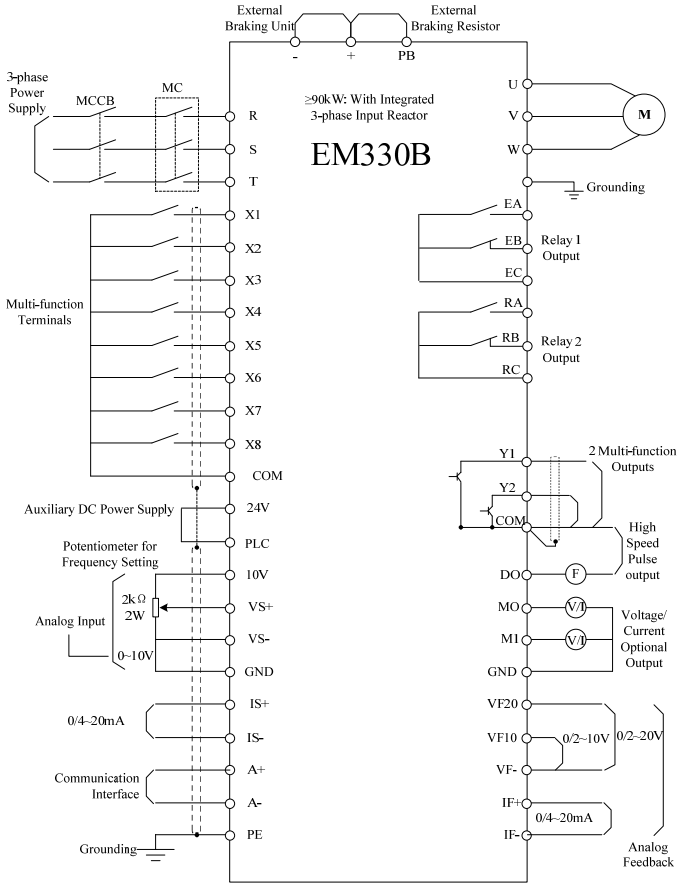 External
Braking Unit
External
Braking Resistor
-
+
PB
3-phase
Power
Supply
MCCB
MC
≥90kW: With Integrated
3-phase Input Reactor
EM330B
R
S
T
U
V
W
M
Grounding
X1
X2
X3
X4
X5
X6
X7
X8
COM
Multi-function
Terminals
EA
EB
EC
Relay 1
Output
RA
RB
RC
Relay 2
Output
Auxiliary DC Power Supply
24V
PLC
Y1
Y2
COM
2 Multi-function
Outputs
High
Speed
Pulse
output
DO
F
Potentiometer for
Frequency Setting
10V
2kΩ
2W
VS+
Analog Input
VS-
0~10V
GND
MO
V/I
M1
V/I
GND
Voltage/
Current
Optional
Output
IS+
0/4~20mA
IS-
A+
Communication
Interface
A-
PE
Grounding
VF20
VF10
0/2~10V
0/2~20V
VF-
IF+
0/4~20mA
IF-
Analog
Feedback